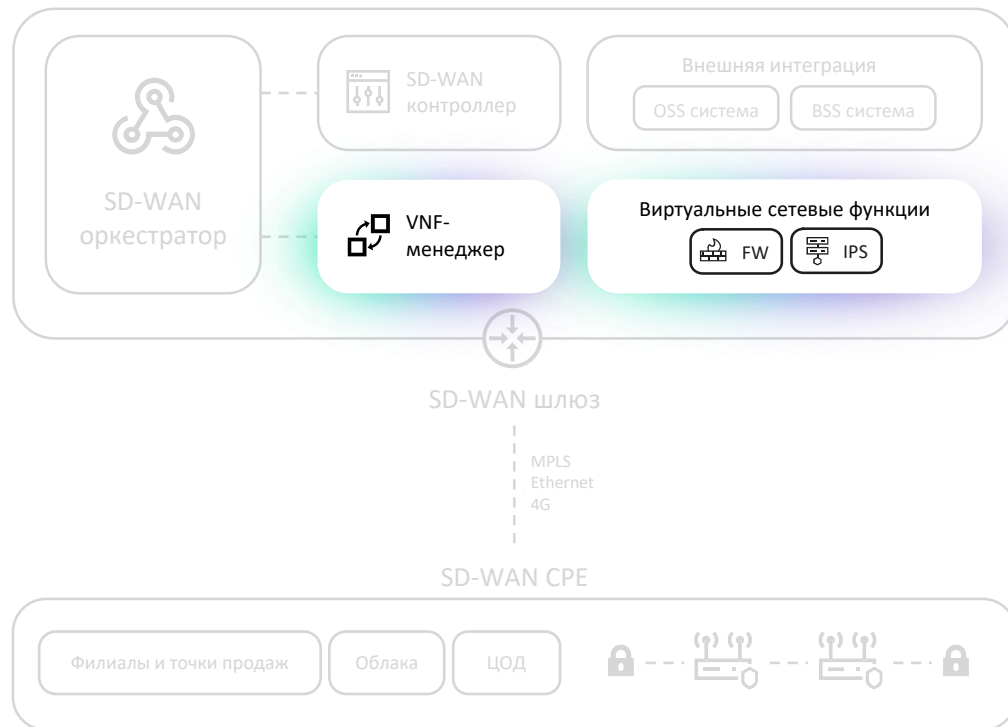 SD-WAN
оркестратор
SD-WAN
контроллер
Внешняя интеграция
OSS система
BSS система
VNF-
менеджер
Виртуальные сетевые функции
FW
IPS
SD-WAN шлюз
MPLS
Ethernet
4G
SD-WAN CPE
Филиалы и точки продаж
Облака
ЦОД